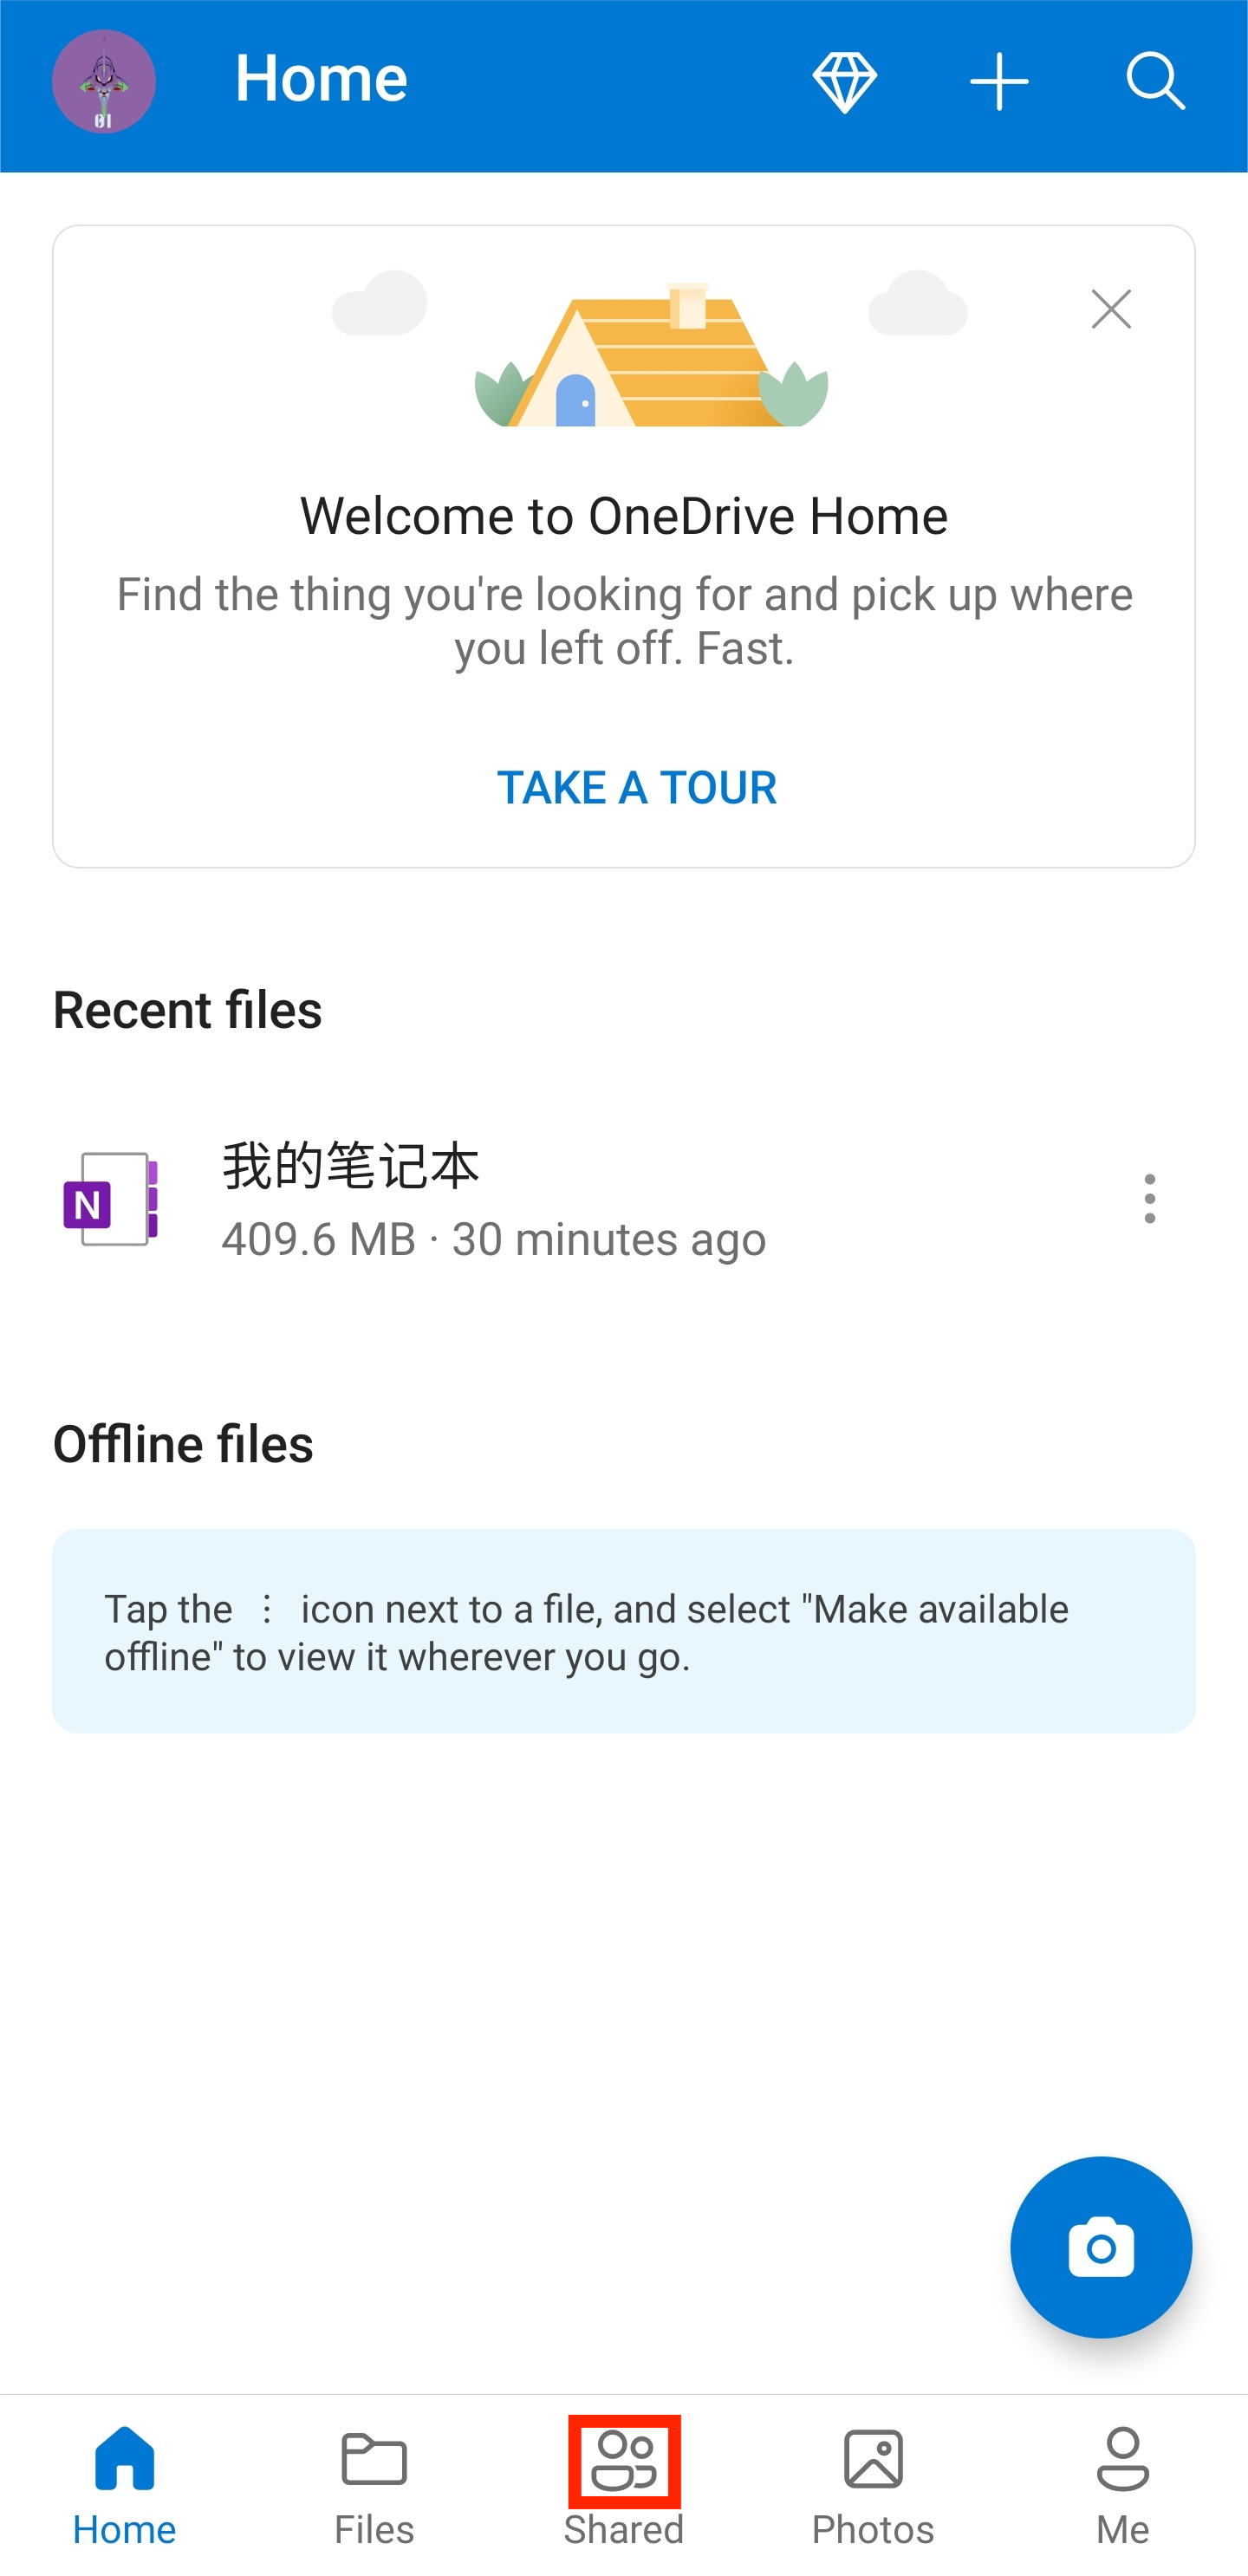 01
Home
Welcome to OneDrive Home
Find the thing you're looking for and pick up where
you left off. Fast.
TAKE A TOUR
Recent files
N
我的笔记本
409.6 MB · 30 minutes ago
Offline files
Tap the ⋮ icon next to a file, and select "Make available
offline" to view it wherever you go.
Home
Files
Shared
Photos
Me